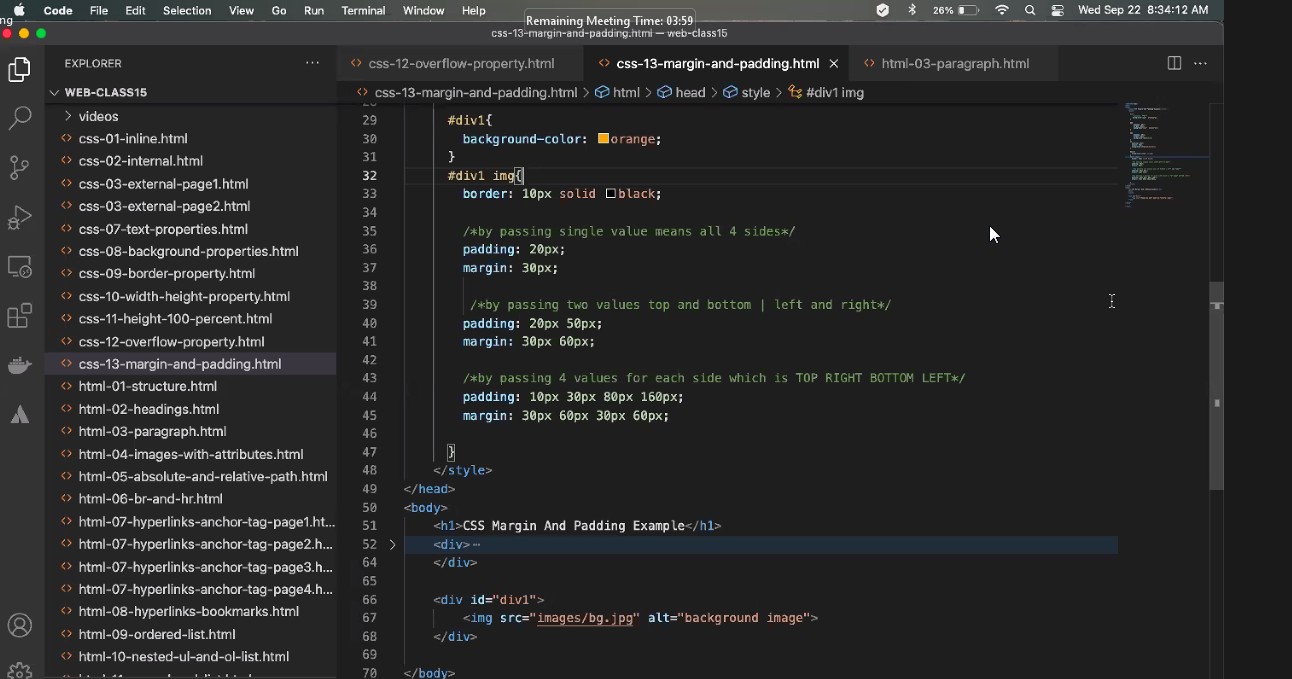 Code File Edit Selection View Go Run Terminal Window Help 26% Wed Sep 22 8:34:12 AM
Remaining Meeting Time: 03:59
css-13-margin-and-padding.html — web-class15
EXPLORER ···
WEB-CLASS15
videos
css-01-inline.html
css-02-internal.html
css-03-external-page1.html
css-03-external-page2.html
css-07-text-properties.html
css-08-background-properties.html
css-09-border-property.html
css-10-width-height-property.html
css-11-height-100-percent.html
css-12-overflow-property.html
css-13-margin-and-padding.html
html-01-structure.html
html-02-headings.html
html-03-paragraph.html
html-04-images-with-attributes.html
html-05-absolute-and-relative-path.html
html-06-br-and-hr.html
html-07-hyperlinks-anchor-tag-page1.ht...
html-07-hyperlinks-anchor-tag-page2.h...
html-07-hyperlinks-anchor-tag-page3.h...
html-07-hyperlinks-anchor-tag-page4.h...
html-08-hyperlinks-bookmarks.html
html-09-ordered-list.html
html-10-nested-ul-and-ol-list.html
css-12-overflow-property.html css-13-margin-and-padding.html html-03-paragraph.html
css-13-margin-and-padding.html > html > head > style > #div1 img
29 #div1{
30 background-color: orange;
31 }
32 #div1 img{
33 border: 10px solid black;
34
35 /*by passing single value means all 4 sides*/
36 padding: 20px;
37 margin: 30px;
38
39 /*by passing two values top and bottom | left and right*/
40 padding: 20px 50px;
41 margin: 30px 60px;
42
43 /*by passing 4 values for each side which is TOP RIGHT BOTTOM LEFT*/
44 padding: 10px 30px 80px 160px;
45 margin: 30px 60px 30px 60px;
46
47 }
48 </style>
49 </head>
50 <body>
51 <h1>CSS Margin And Padding Example</h1>
52 <div>···
64 </div>
65
66 <div id="div1">
67 <img src="images/bg.jpg" alt="background image">
68 </div>
69
70 </body>